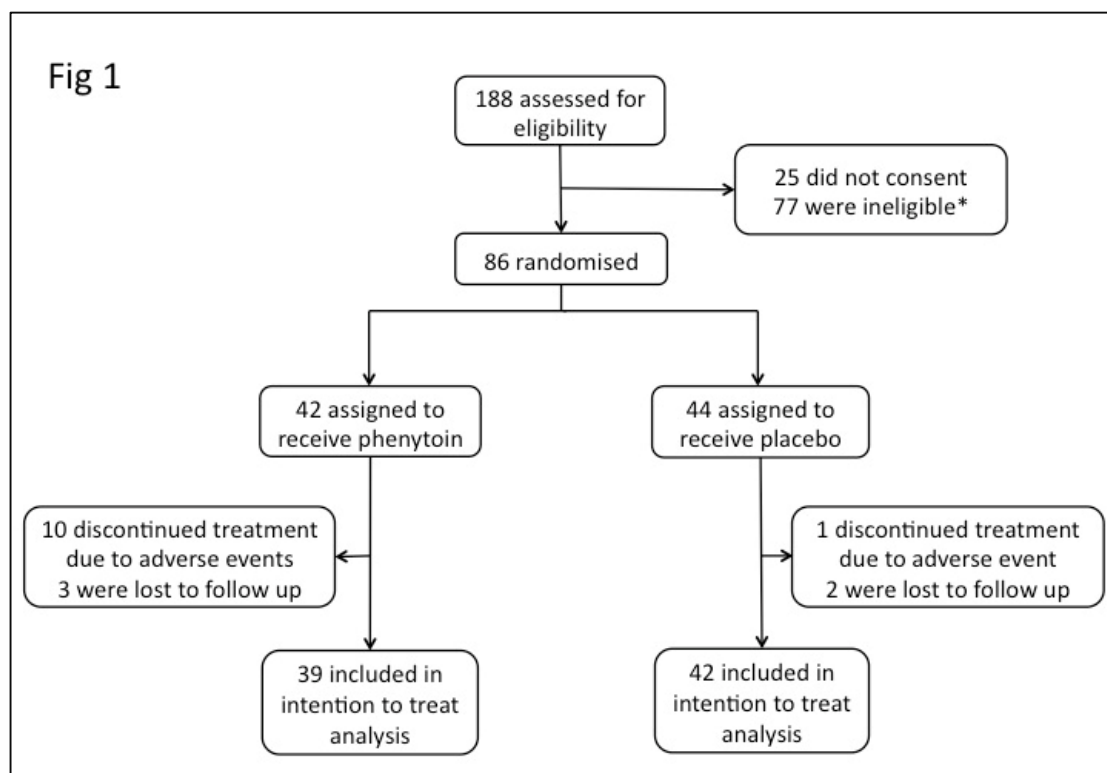 Fig 1
188 assessed for
eligibility
25 did not consent
77 were ineligible*
86 randomised
42 assigned to
receive phenytoin
44 assigned to
receive placebo
10 discontinued treatment
due to adverse events
3 were lost to follow up
1 discontinued treatment
due to adverse event
2 were lost to follow up
39 included in
intention to treat
analysis
42 included in
intention to treat
analysis